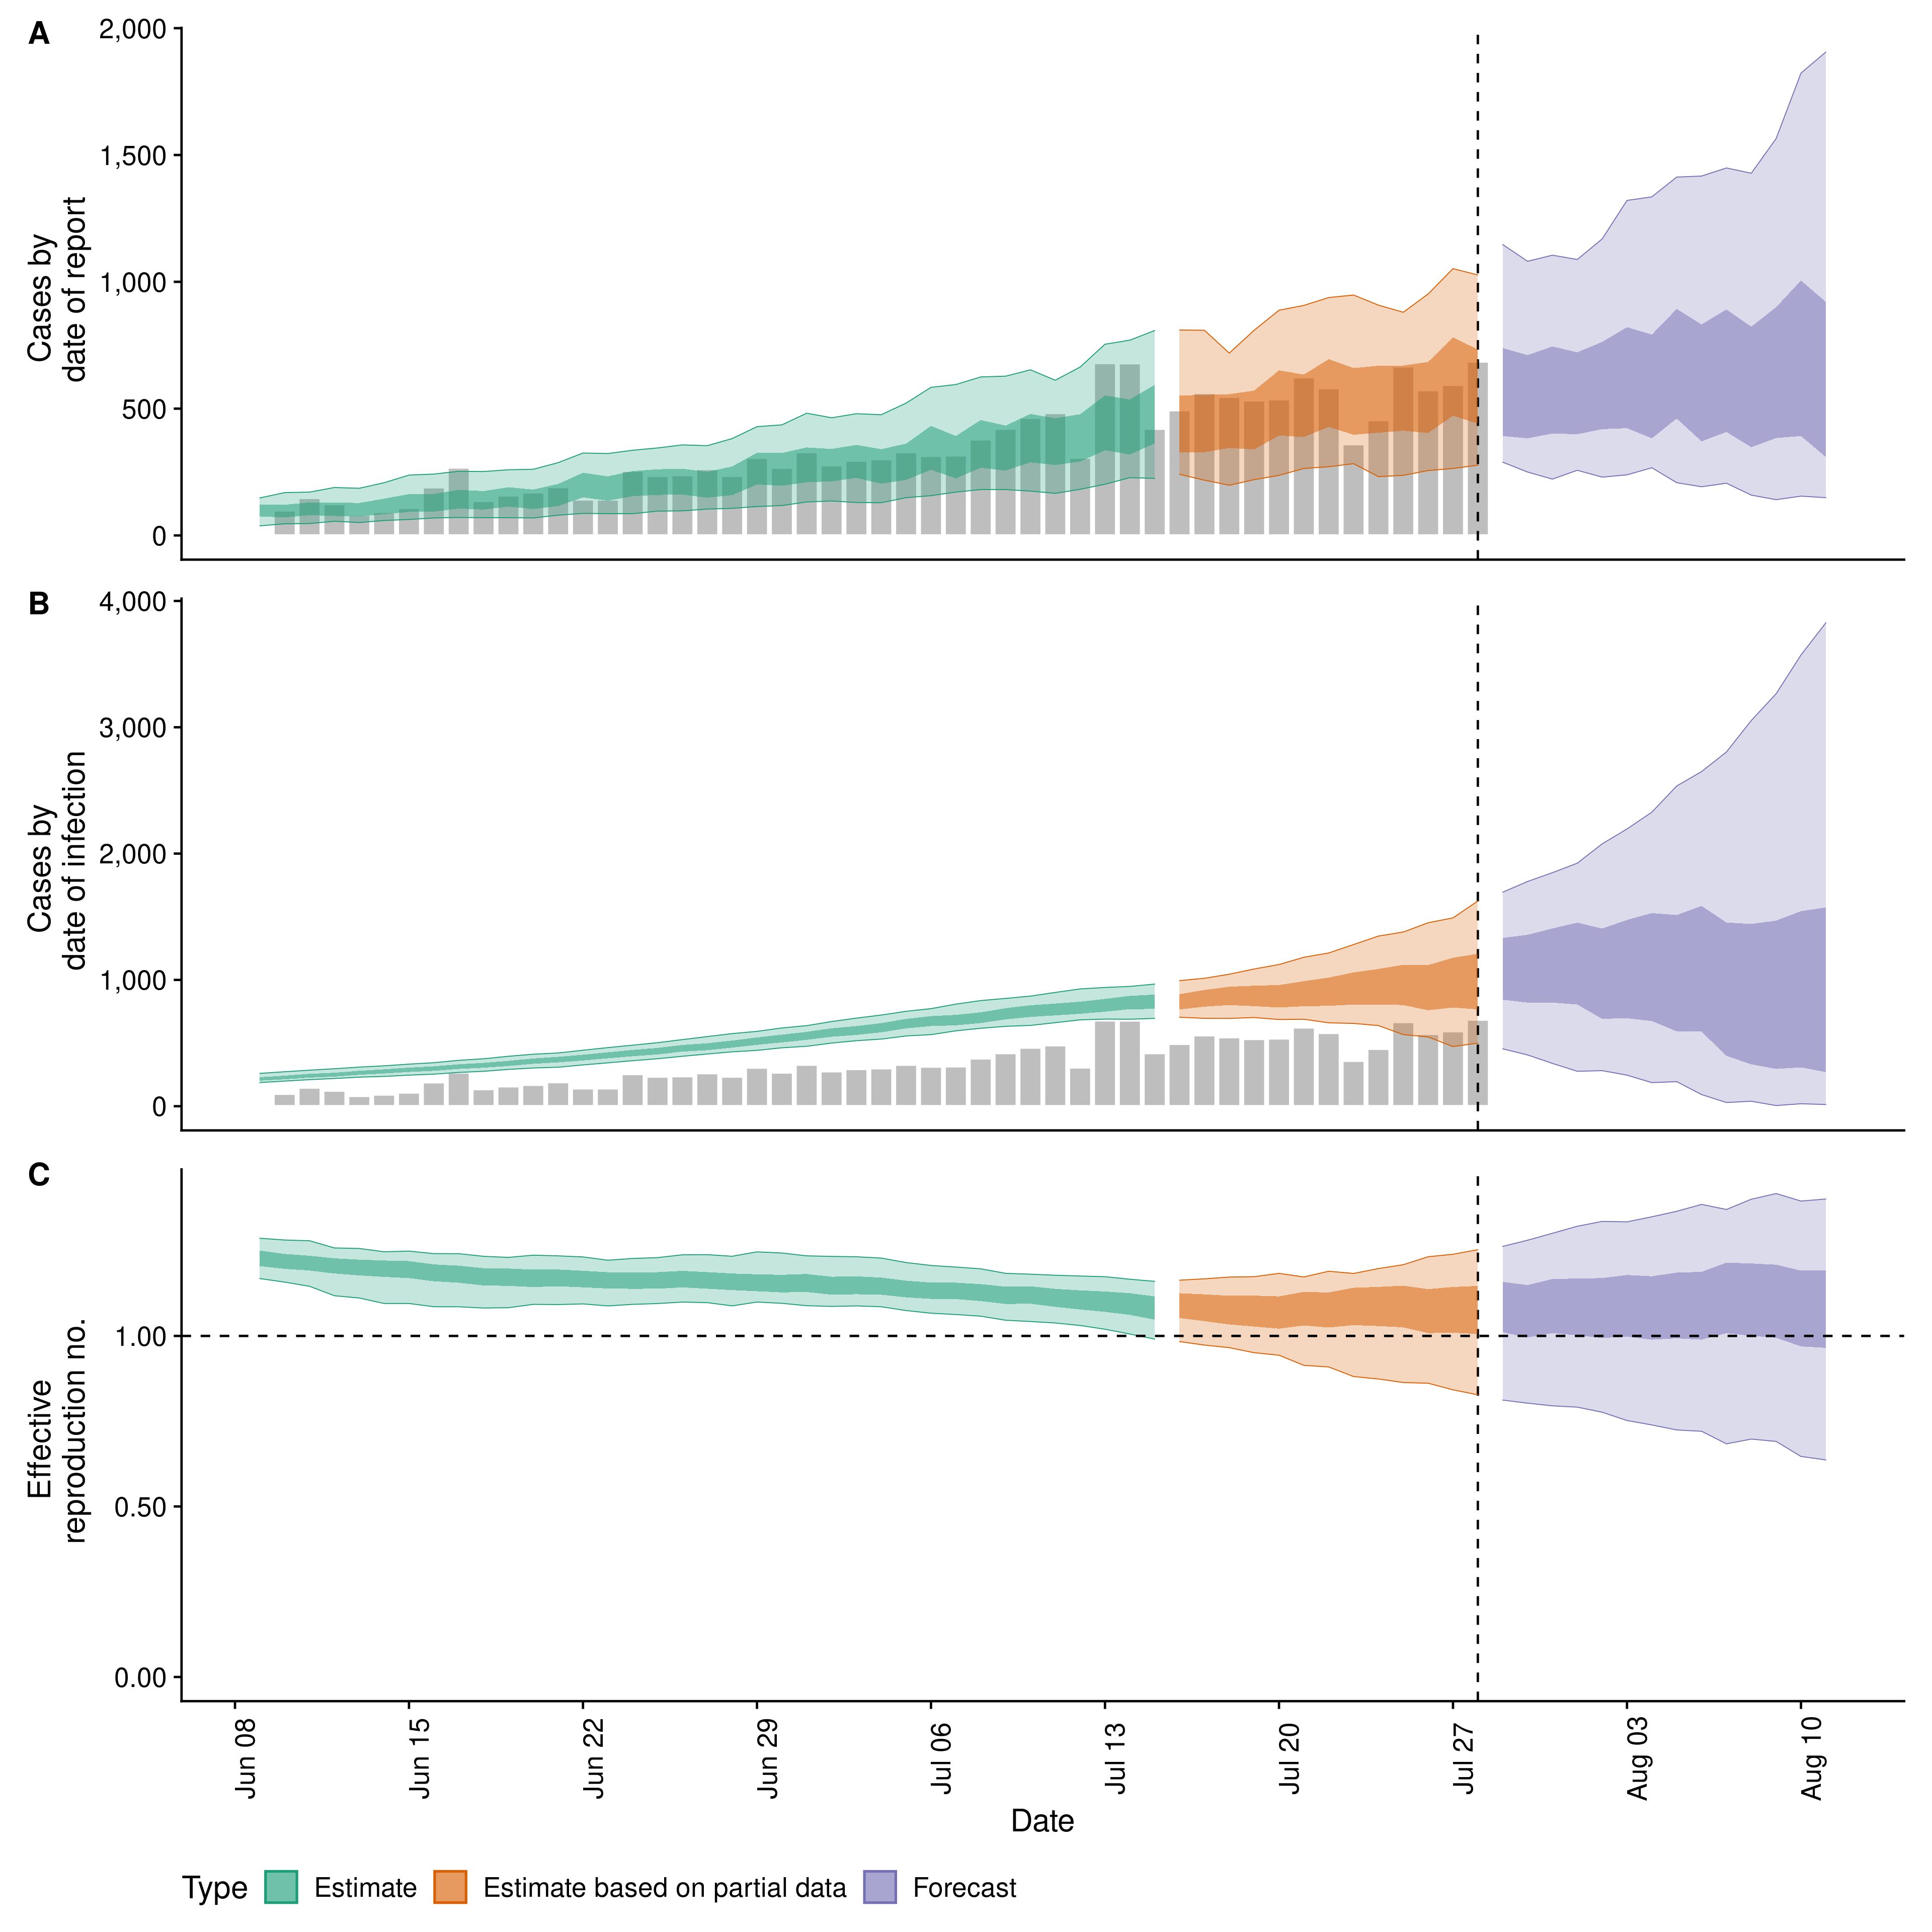 A
2,000
1,500
1,000
500
0
Cases by
date of report
B
4,000
3,000
2,000
1,000
0
Cases by
date of infection
C
1.00
0.50
0.00
Effective
reproduction no.
Jun 08
Jun 15
Jun 22
Jun 29
Jul 06
Jul 13
Jul 20
Jul 27
Aug 03
Aug 10
Date
Type
Estimate
Estimate based on partial data
Forecast